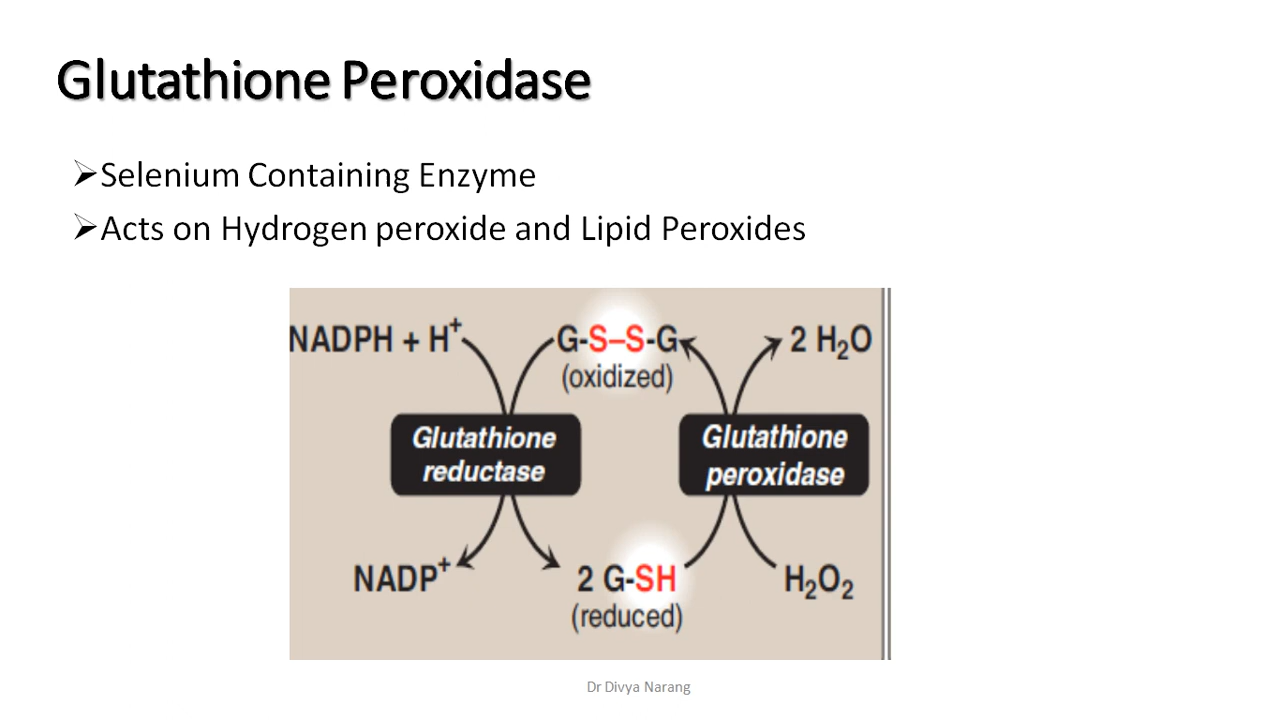 Glutathione Peroxidase
➢Selenium Containing Enzyme
➢Acts on Hydrogen peroxide and Lipid Peroxides
NADPH + H⁺
G-S–S-G
(oxidized)
2 H₂O
Glutathione
reductase
Glutathione
peroxidase
NADP⁺
2 G-SH
(reduced)
H₂O₂
Dr Divya Narang